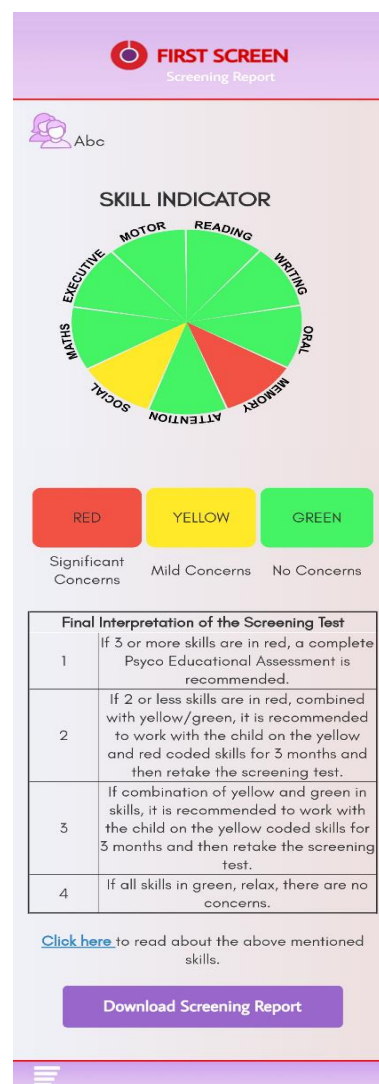 FIRST SCREEN
Screening Report
Abc
SKILL INDICATOR
READING
WRITING
ORAL
MEMORY
ATTENTION
SOCIAL
MATHS
EXECUTIVE
MOTOR
RED
YELLOW
GREEN
Significant
Concerns
Mild Concerns
No Concerns
Final Interpretation of the Screening Test
1
If 3 or more skills are in red, a complete
Psyco Educational Assessment is
recommended.
2
If 2 or less skills are in red, combined
with yellow/green, it is recommended
to work with the child on the yellow
and red coded skills for 3 months and
then retake the screening test.
3
If combination of yellow and green in
skills, it is recommended to work with
the child on the yellow coded skills for
3 months and then retake the screening
test.
4
If all skills in green, relax, there are no
concerns.
Click here to read about the above mentioned
skills.
Download Screening Report